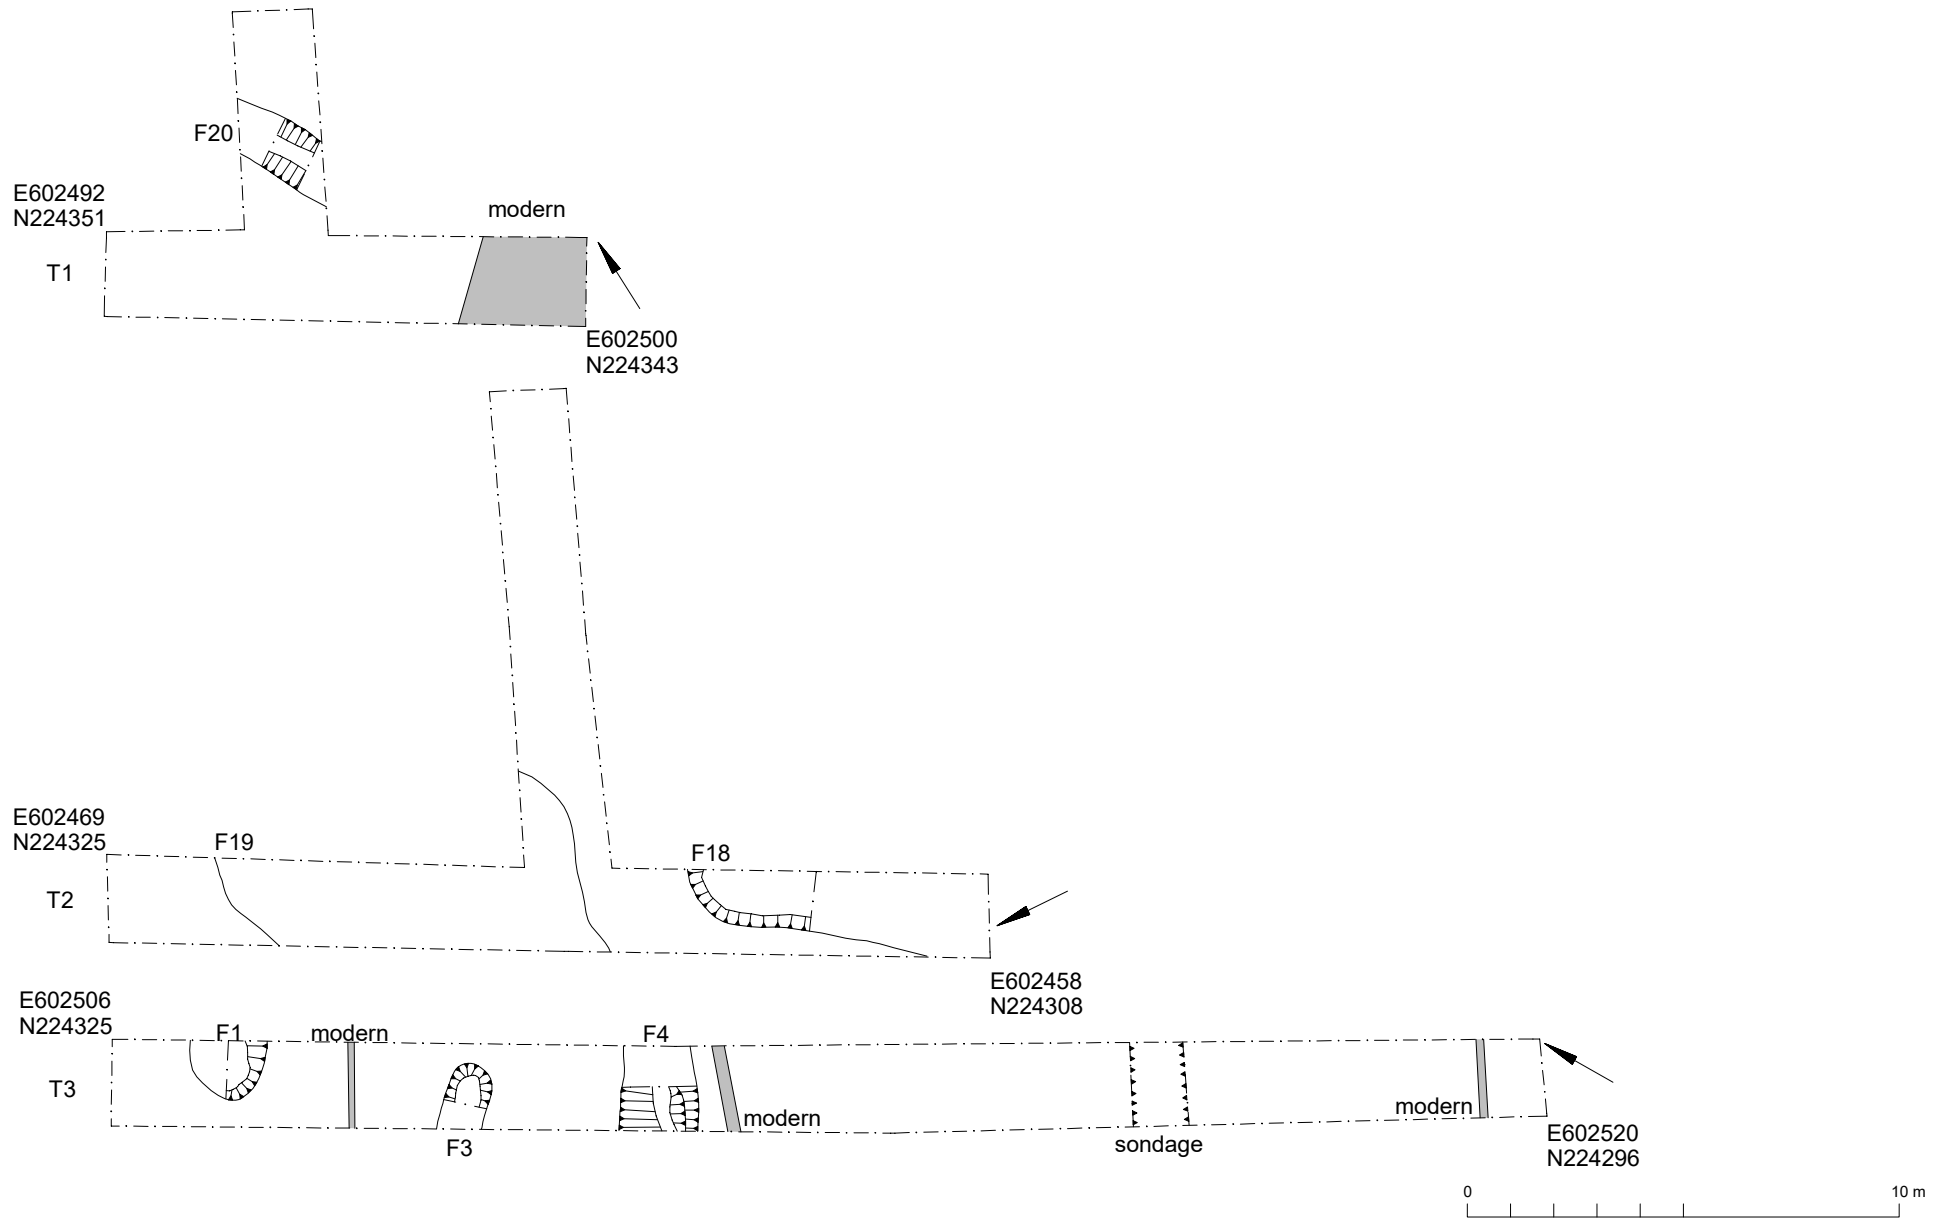 F20
E602492
N224351
modern
T1
E602500
N224343
E602469
N224325
F19
F18
T2
E602458
N224308
E602506
N224325
F1
modern
F4
T3
modern
modern
F3
sondage
E602520
N224296
0
10 m